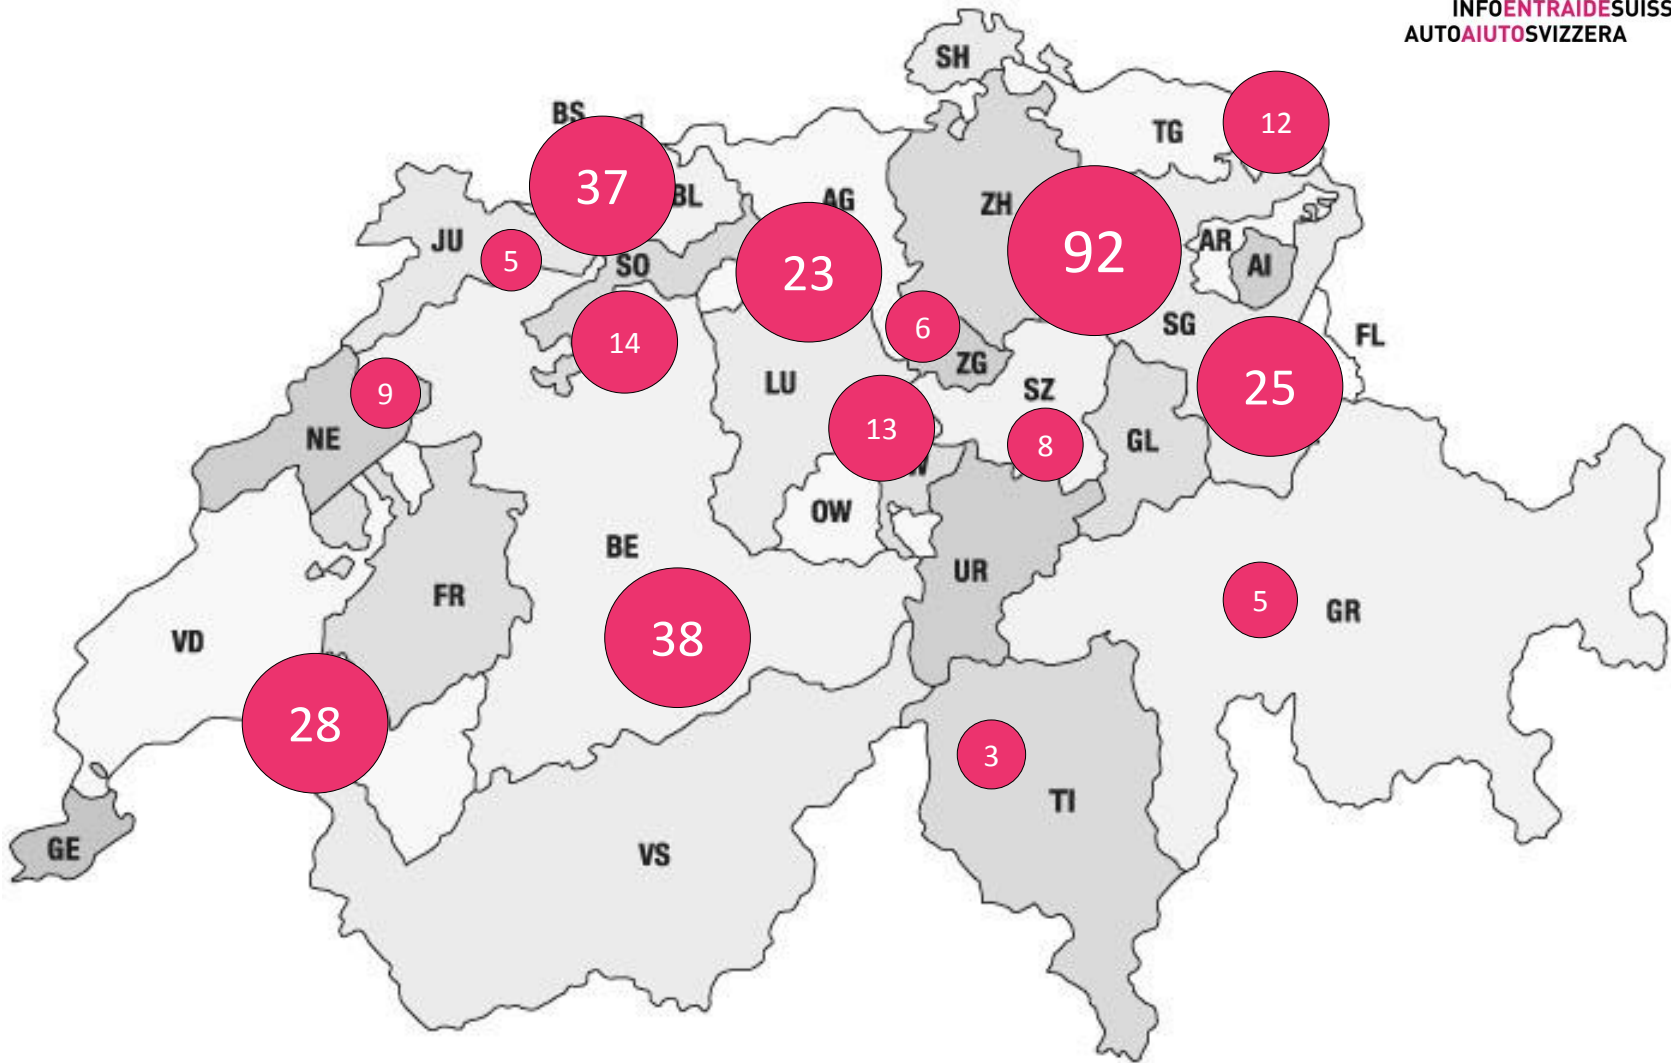 INFOENTRAIDESUISS
AUTOAIUTOSVIZZERA
SH
BS
12
TG
37
BL
AG
ZH
92
AR
JU
5
SO
23
AI
6
SG
FL
14
ZG
LU
SZ
25
9
13
8
NE
GL
W
OW
BE
UR
FR
5
GR
VD
38
28
3
TI
GE
VS